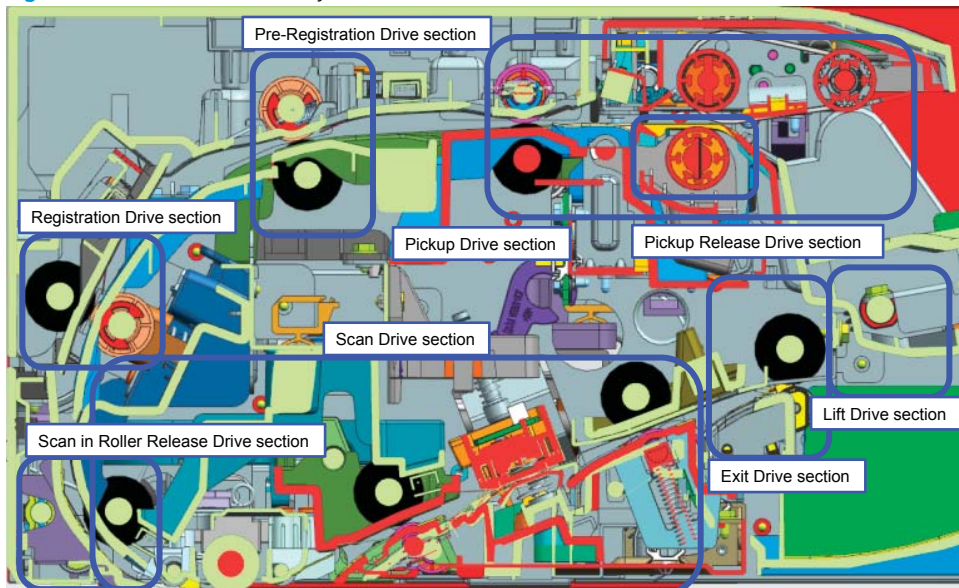 Pre-Registration Drive section
Registration Drive section
Pickup Drive section
Pickup Release Drive section
Scan Drive section
Lift Drive section
Scan in Roller Release Drive section
Exit Drive section